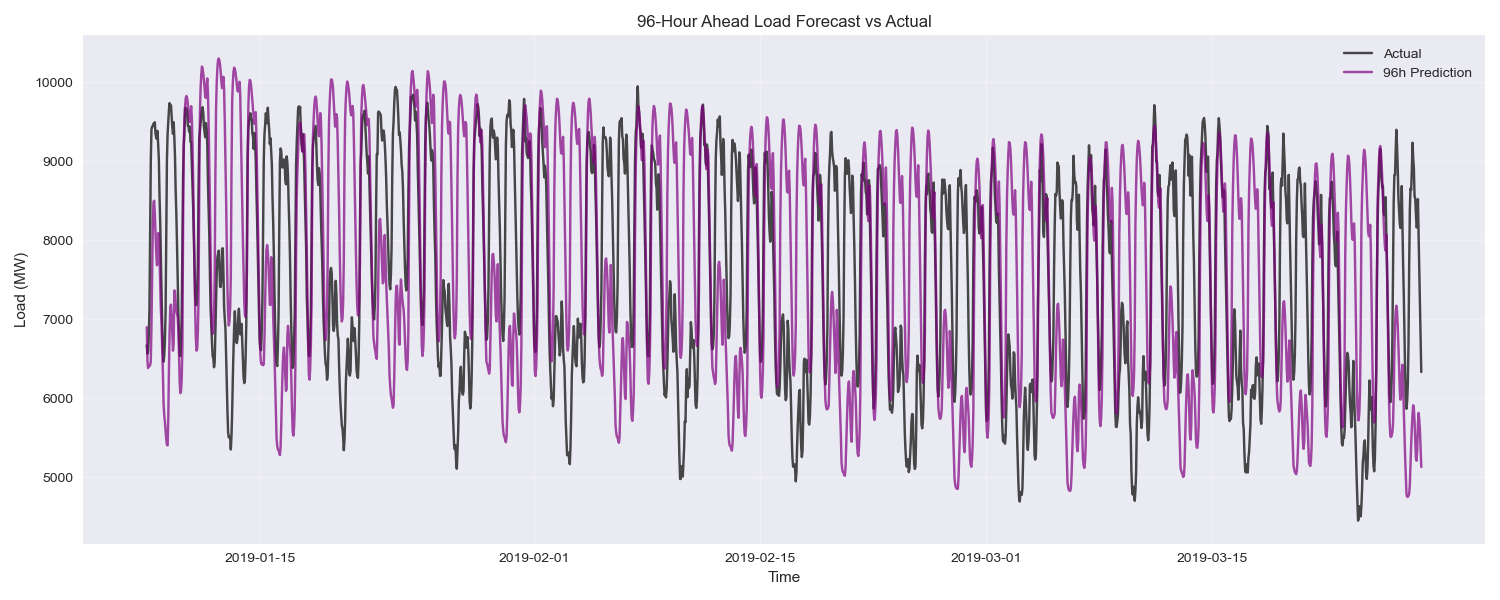 96-Hour Ahead Load Forecast vs Actual
Actual
96h Prediction
10000
9000
8000
7000
6000
5000
Load (MW)
2019-01-15
2019-02-01
2019-02-15
2019-03-01
2019-03-15
Time